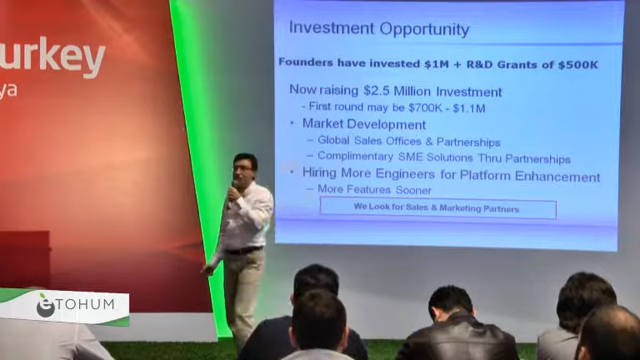 urkey
ya
Investment Opportunity
Founders have invested $1M + R&D Grants of $500K
Now raising $2.5 Million Investment
- First round may be $700K - $1.1M
• Market Development
– Global Sales Offices & Partnerships
– Complimentary SME Solutions Thru Partnerships
• Hiring More Engineers for Platform Enhancement
– More Features Sooner
We Look for Sales & Marketing Partners
eTOHUM